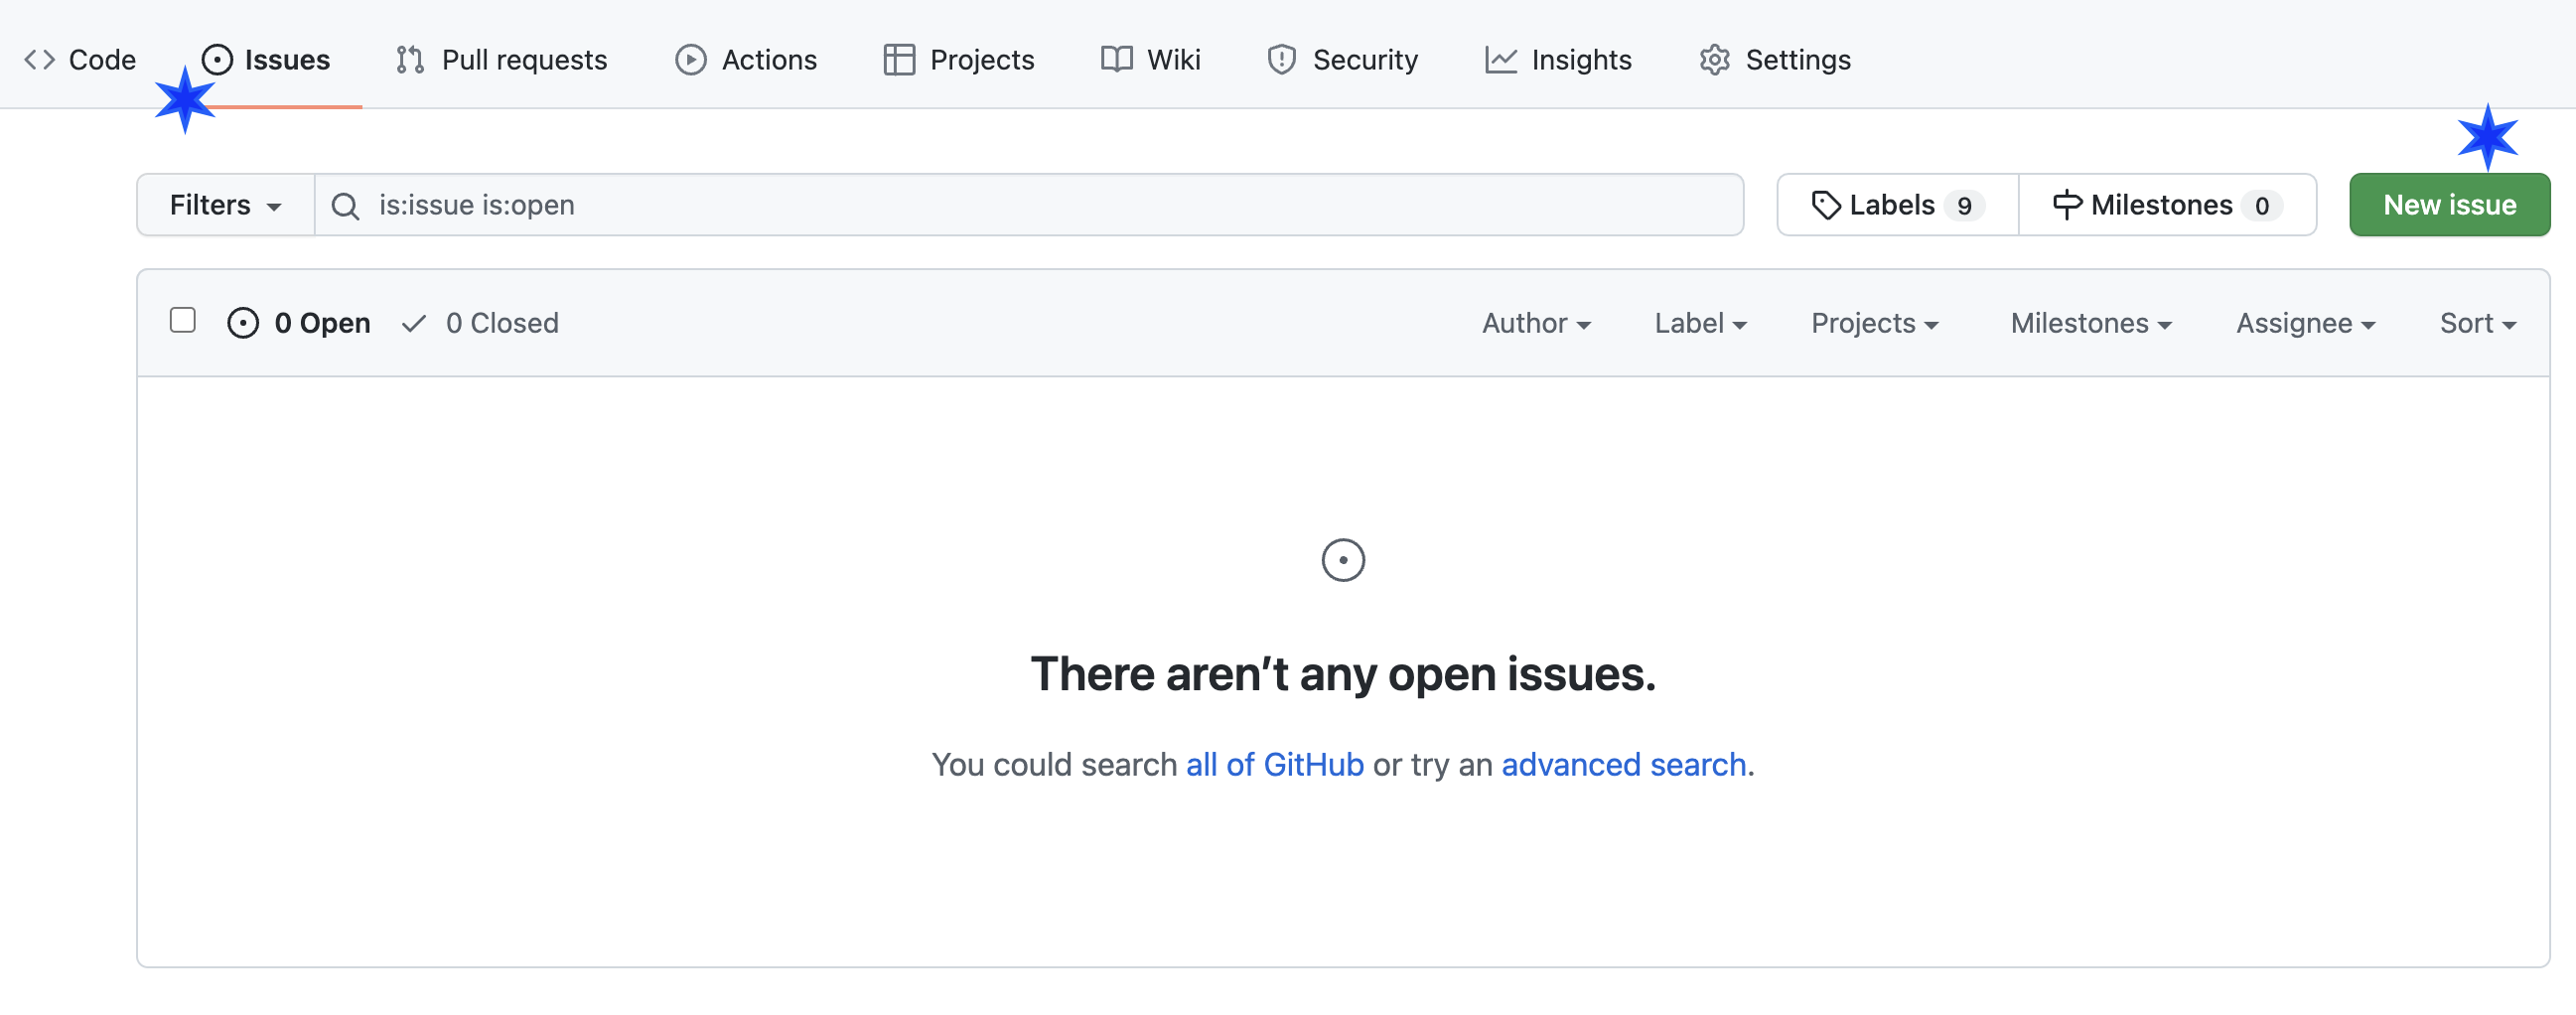 Code Issues Pull requests Actions Projects Wiki Security Insights Settings
Filters is:issue is:open Labels 9 Milestones 0 New issue
0 Open 0 Closed Author Label Projects Milestones Assignee Sort
There aren’t any open issues.
You could search all of GitHub or try an advanced search.